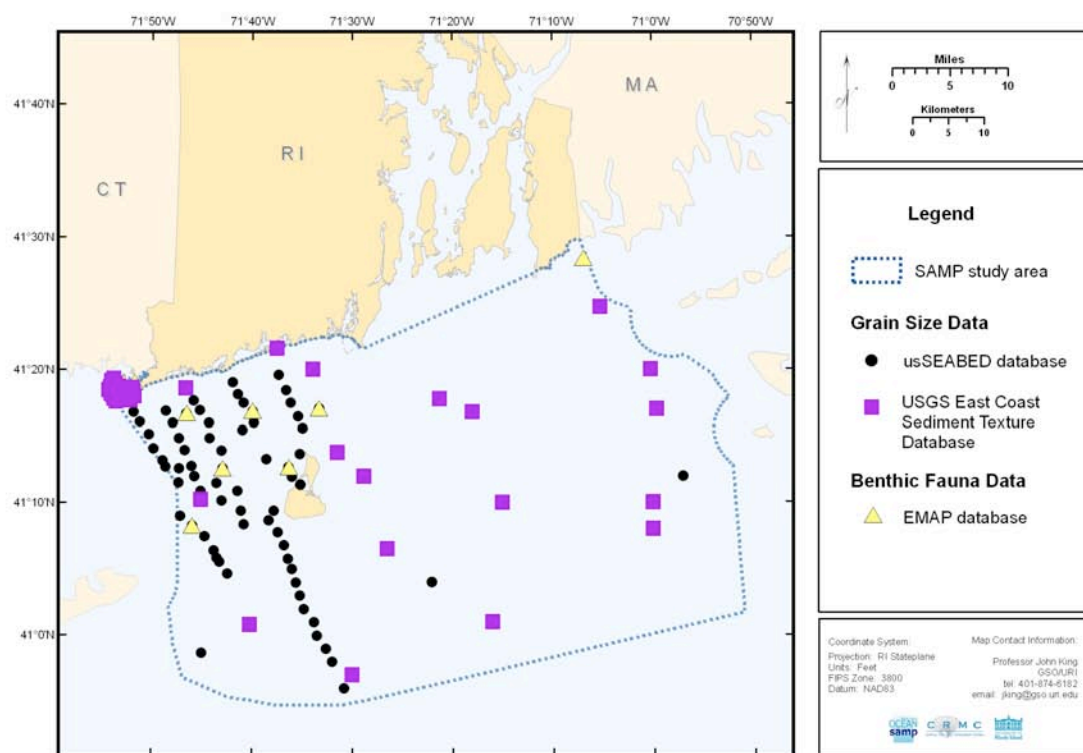 71°50'W 71°40'W 71°30'W 71°20'W 71°10'W 71°0'W 70°50'W
41°40'N
41°30'N
41°20'N
41°10'N
41°0'N
MA
RI
CT
Miles
0 5 10
Kilometers
0 5 10
Legend
SAMP study area
Grain Size Data
usSEABED database
USGS East Coast
Sediment Texture
Database
Benthic Fauna Data
EMAP database
Coordinate System:
Projection: RI Stateplane
Units: Feet
FIPS Zone: 3800
Datum: NAD83
Map Contact Information:
Professor John King
GSO/URI
tel: 401-874-6182
email: jking@gso.uri.edu
OCEAN
samp
CRMC